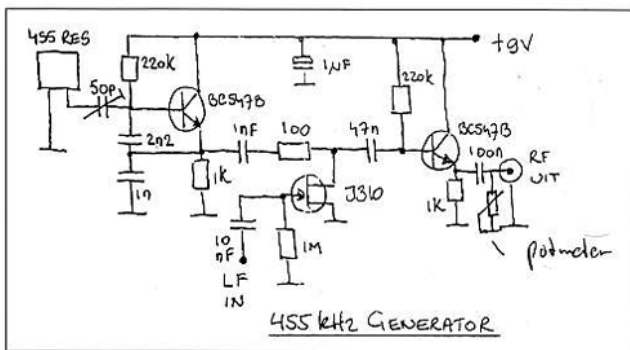 455 RES
+9V
220K
1µF
220K
50p
BC547B
BC547B
2n2
1nF
100
47n
100n
RF
UIT
1n
1K
J310
1K
10
nF
1M
potmeter
LF
IN
455 kHz GENERATOR